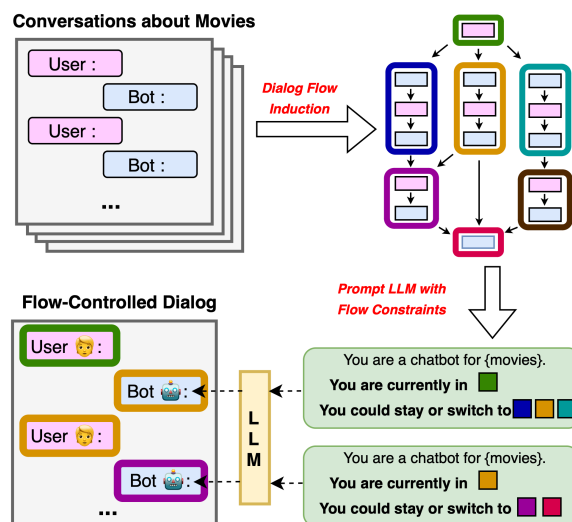 Conversations about Movies
User :
Bot :
User :
Bot :
...
Dialog Flow
Induction
Prompt LLM with
Flow Constraints
Flow-Controlled Dialog
User :
Bot :
User :
Bot :
...
LLM
You are a chatbot for {movies}.
You are currently in
You could stay or switch to
You are a chatbot for {movies}.
You are currently in
You could stay or switch to